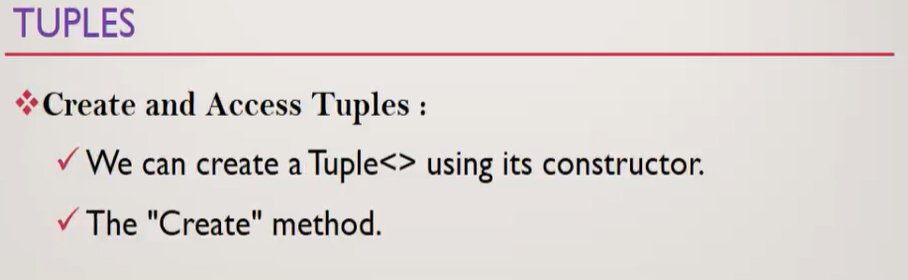 TUPLES
Create and Access Tuples :
We can create a Tuple<> using its constructor.
The "Create" method.